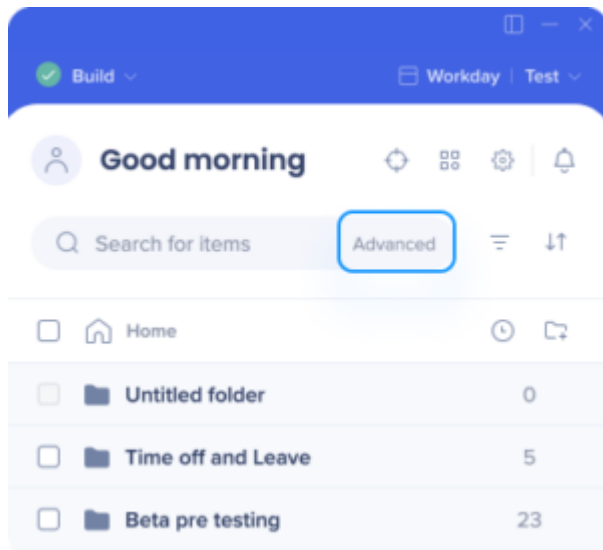 Build Workday Test
Good morning
Search for items Advanced
Home
Untitled folder 0
Time off and Leave 5
Beta pre testing 23